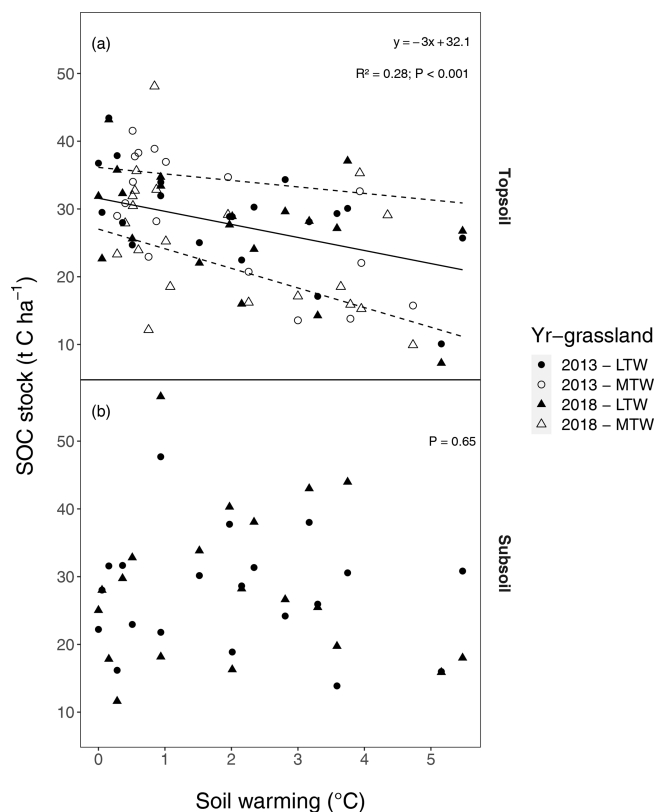 (a)
y = −3x + 32.1
R² = 0.28; P < 0.001
50
40
30
20
10
Topsoil
SOC stock (t C ha⁻¹)
(b)
P = 0.65
50
40
30
20
10
Subsoil
0 1 2 3 4 5
Soil warming (°C)
Yr−grassland
2013 − LTW
2013 − MTW
2018 − LTW
2018 − MTW